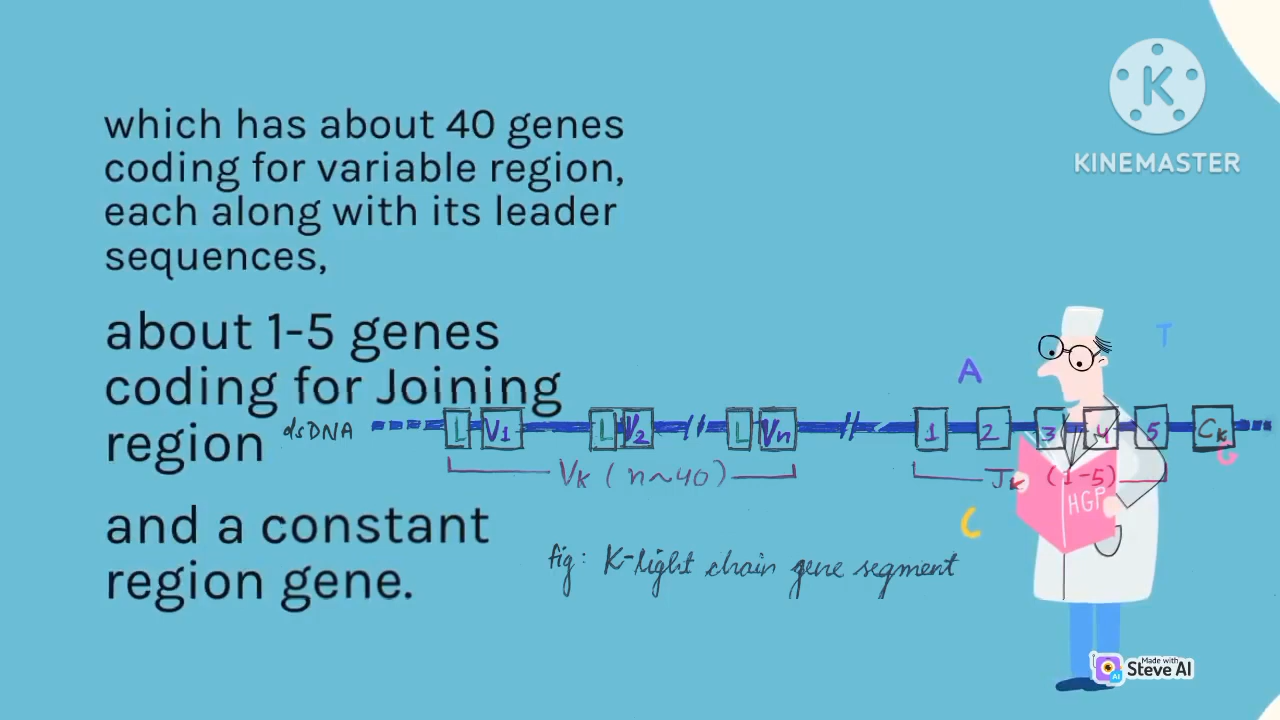 which has about 40 genes
coding for variable region,
each along with its leader
sequences,
KINEMASTER
about 1-5 genes
coding for Joining
region
and a constant
region gene.
A
T
dsDNA L V1 L V2 L Vn 1 2 3 4 5 CK
G
VK (n~40) JK (1-5)
HGP
C
fig: K-light chain gene segment
Made with
Steve AI